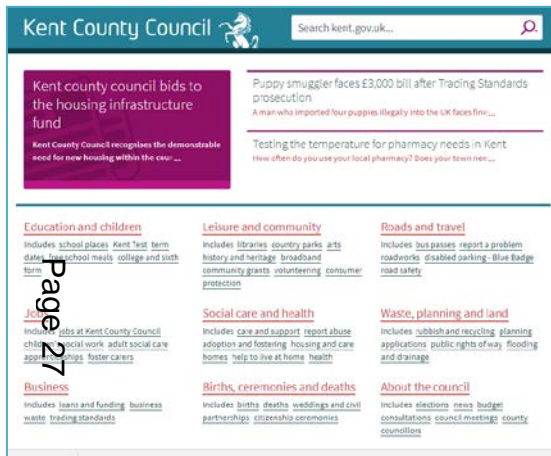 Kent County Council
Search kent.gov.uk...
Kent county council bids to
the housing infrastructure
fund
Kent County Council recognises the demonstrable
need for new housing within the cou ...
Puppy smuggler faces £3,000 bill after Trading Standards
prosecution
A man who imported four puppies illegally into the UK faces fine ...
Testing the temperature for pharmacy needs in Kent
How often do you use your local pharmacy? Does your town nee ...
Education and children
Includes school places Kent Test term
dates free school meals college and sixth
form
Leisure and community
Includes libraries country parks arts
history and heritage broadband
community grants volunteering consumer
protection
Roads and travel
Includes bus passes report a problem
roadworks disabled parking - Blue Badge
road safety
Page 27
Jobs
Includes jobs at Kent County Council
children's social work adult social care
apprenticeships foster carers
Social care and health
Includes care and support report abuse
adoption and fostering housing and care
homes help to live at home health
Waste, planning and land
Includes rubbish and recycling planning
applications public rights of way flooding
and drainage
Business
Includes loans and funding business
waste trading standards
Births, ceremonies and deaths
Includes births deaths weddings and civil
partnerships citizenship ceremonies
About the council
Includes elections news budget
consultations council meetings county
councillors